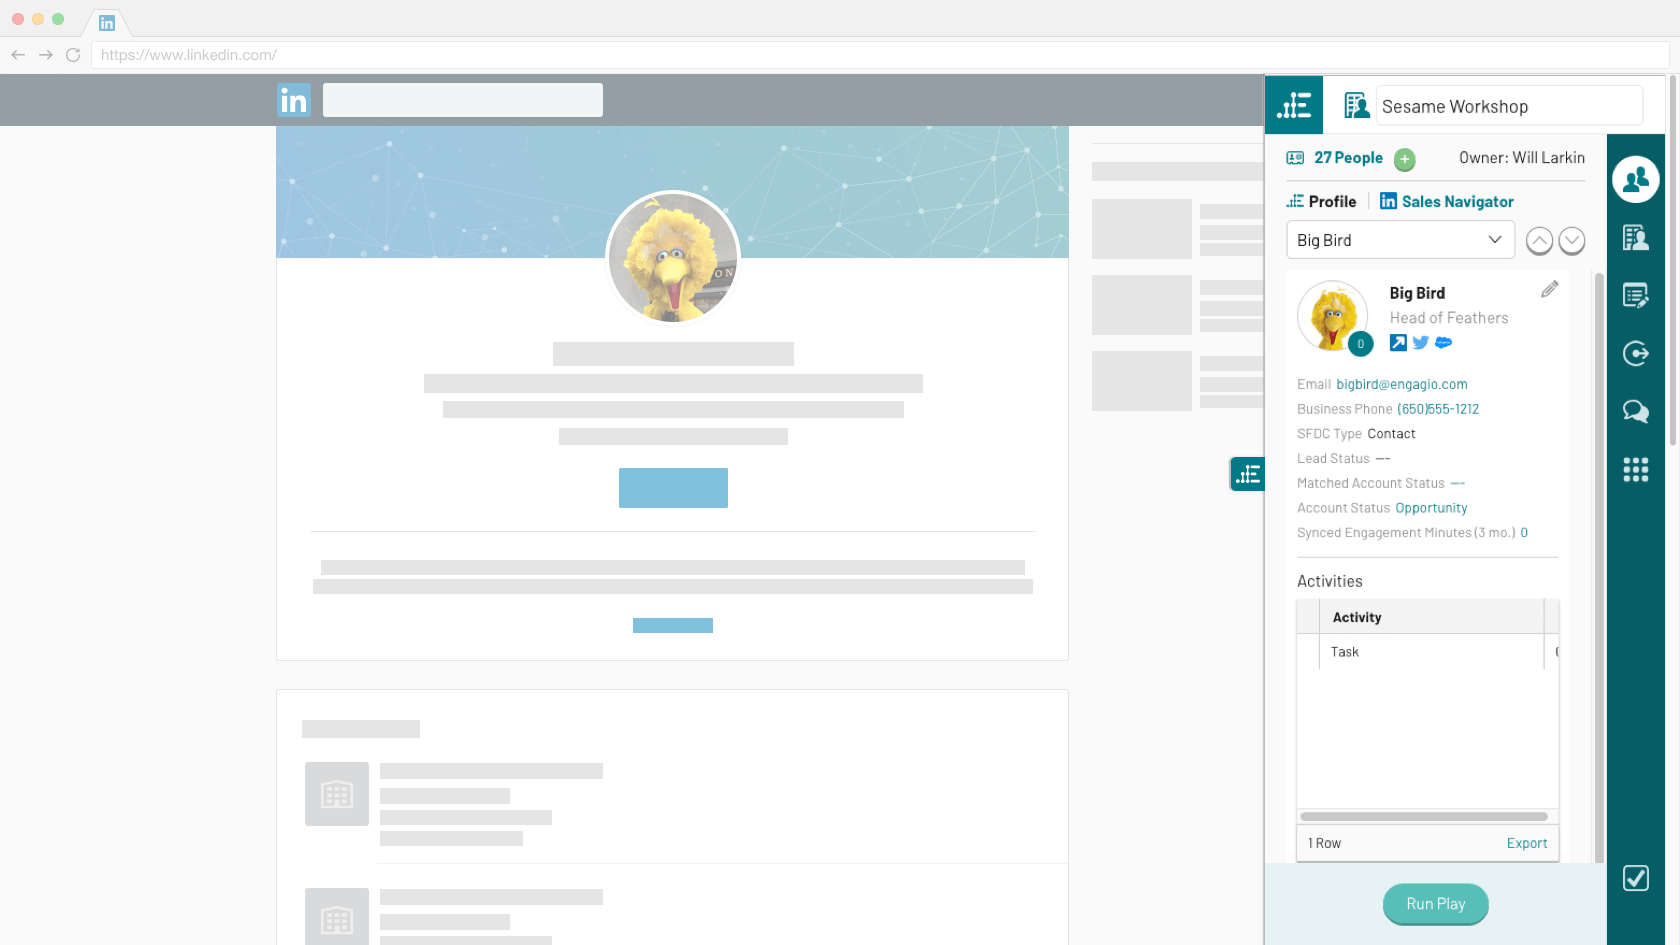 in
https://www.linkedin.com/
in
ON
Sesame Workshop
27 People
Owner: Will Larkin
Profile
in Sales Navigator
Big Bird
Big Bird
Head of Feathers
0
Email bigbird@engagio.com
Business Phone (650)555-1212
SFDC Type Contact
Lead Status —-
Matched Account Status —-
Account Status Opportunity
Synced Engagement Minutes (3 mo.) 0
Activities
Activity
Task
1 Row
Export
Run Play